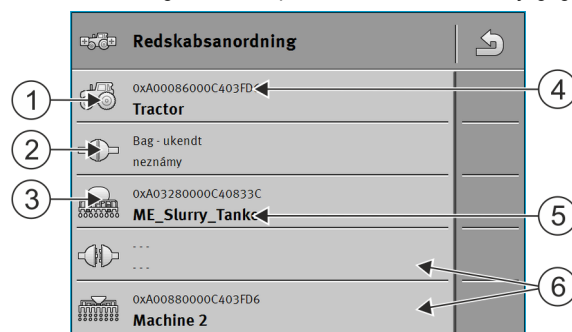 Redskabsanordning
1
0xA00086000C403FD
Tractor
4
2
Bag - ukendt
neznámy
3
0xA03280000C40833C
ME_Slurry_Tank
5
- - -
- - -
6
0xA00880000C403FD6
Machine 2